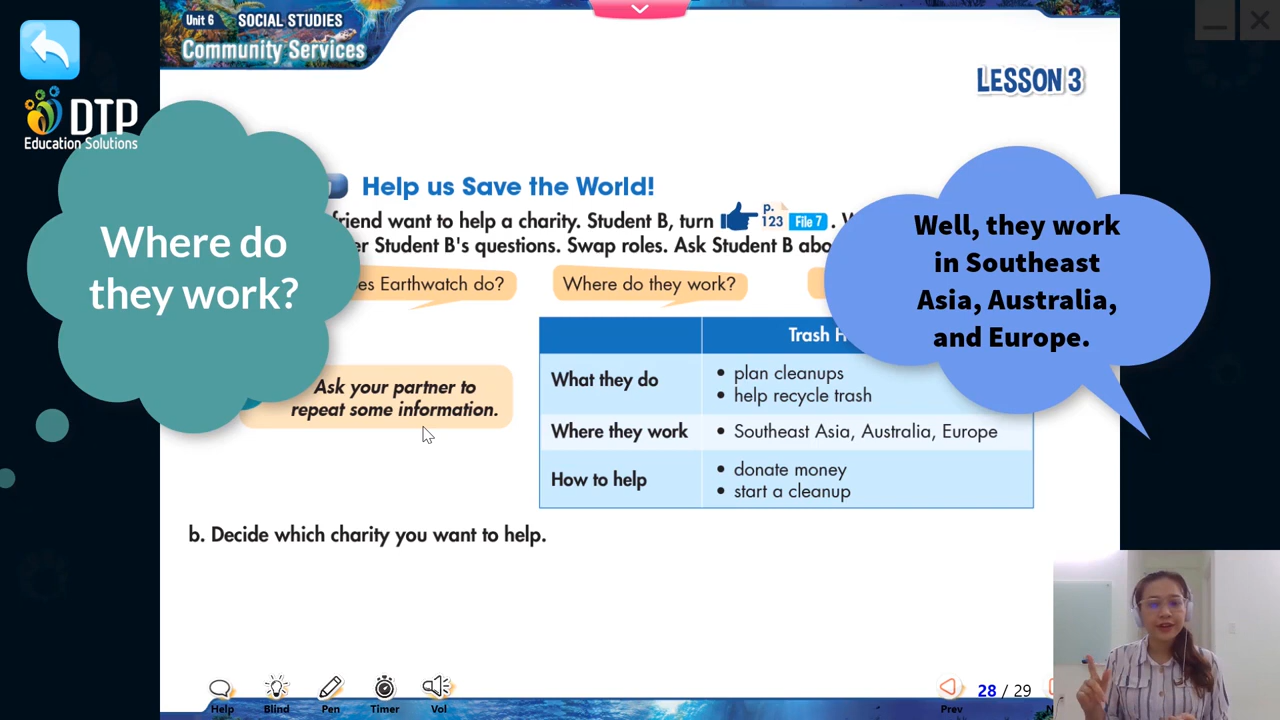 Unit 6 SOCIAL STUDIES
Community Services
LESSON 3
DTP
Education Solutions
Help us Save the World!
friend want to help a charity. Student B, turn p. 123 File 7 .
Student B's questions. Swap roles. Ask Student B
Earthwatch do?
Where do they work?
Where do
they work?
Well, they work
in Southeast
Asia, Australia,
and Europe.
Ask your partner to
repeat some information.
Trash
What they do
• plan cleanups
• help recycle trash
Where they work
• Southeast Asia, Australia, Europe
How to help
• donate money
• start a cleanup
b. Decide which charity you want to help.
Help
Blind
Pen
Timer
Vol
Prev
28 / 29